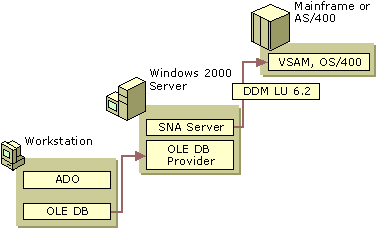 Mainframe or
AS/400
VSAM, OS/400
Windows 2000
Server
DDM LU 6.2
SNA Server
OLE DB
Provider
Workstation
ADO
OLE DB